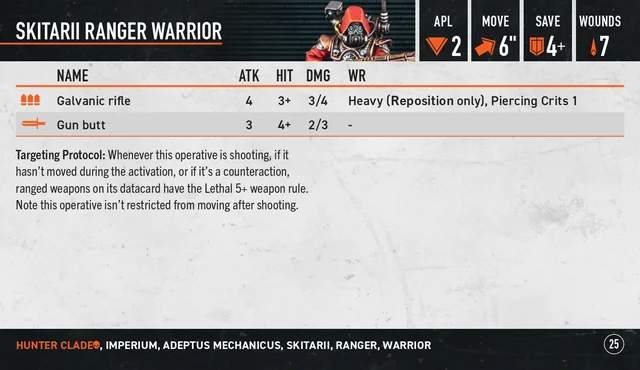 SKITARII RANGER WARRIOR
APL MOVE SAVE WOUNDS
2 6" 4+ 7
NAME ATK HIT DMG WR
Galvanic rifle 4 3+ 3/4 Heavy (Reposition only), Piercing Crits 1
Gun butt 3 4+ 2/3 -
Targeting Protocol: Whenever this operative is shooting, if it
hasn't moved during the activation, or if it's a counteraction,
ranged weapons on its datacard have the Lethal 5+ weapon rule.
Note this operative isn't restricted from moving after shooting.
HUNTER CLADE, IMPERIUM, ADEPTUS MECHANICUS, SKITARII, RANGER, WARRIOR
25